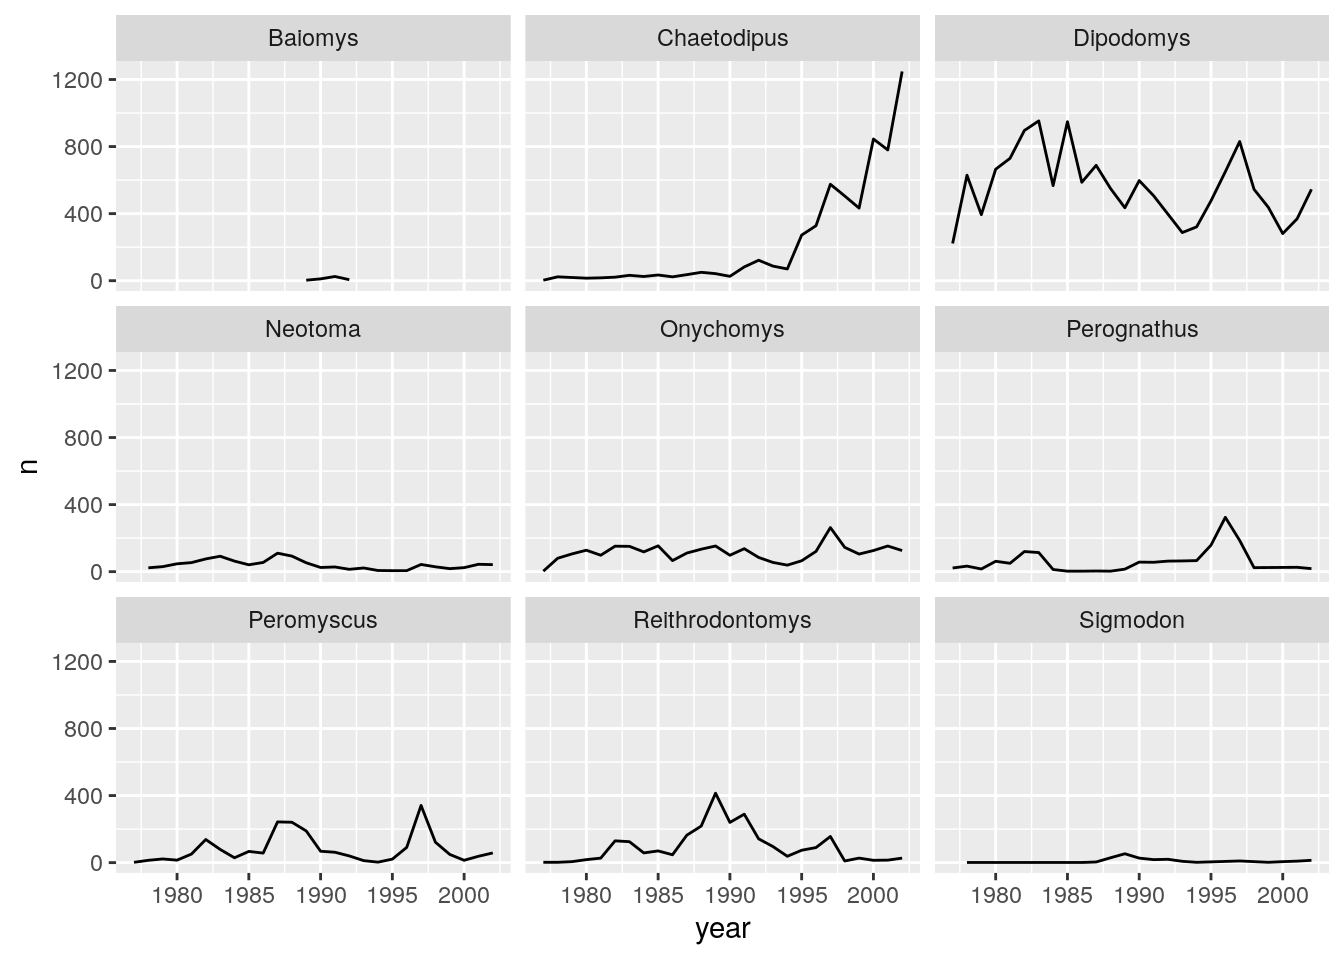 Baiomys Chaetodipus Dipodomys
1200
800
400
0
Neotoma Onychomys Perognathus
1200
800
400
0
n
Peromyscus Reithrodontomys Sigmodon
1200
800
400
0
1980 1985 1990 1995 2000 1980 1985 1990 1995 2000 1980 1985 1990 1995 2000
year